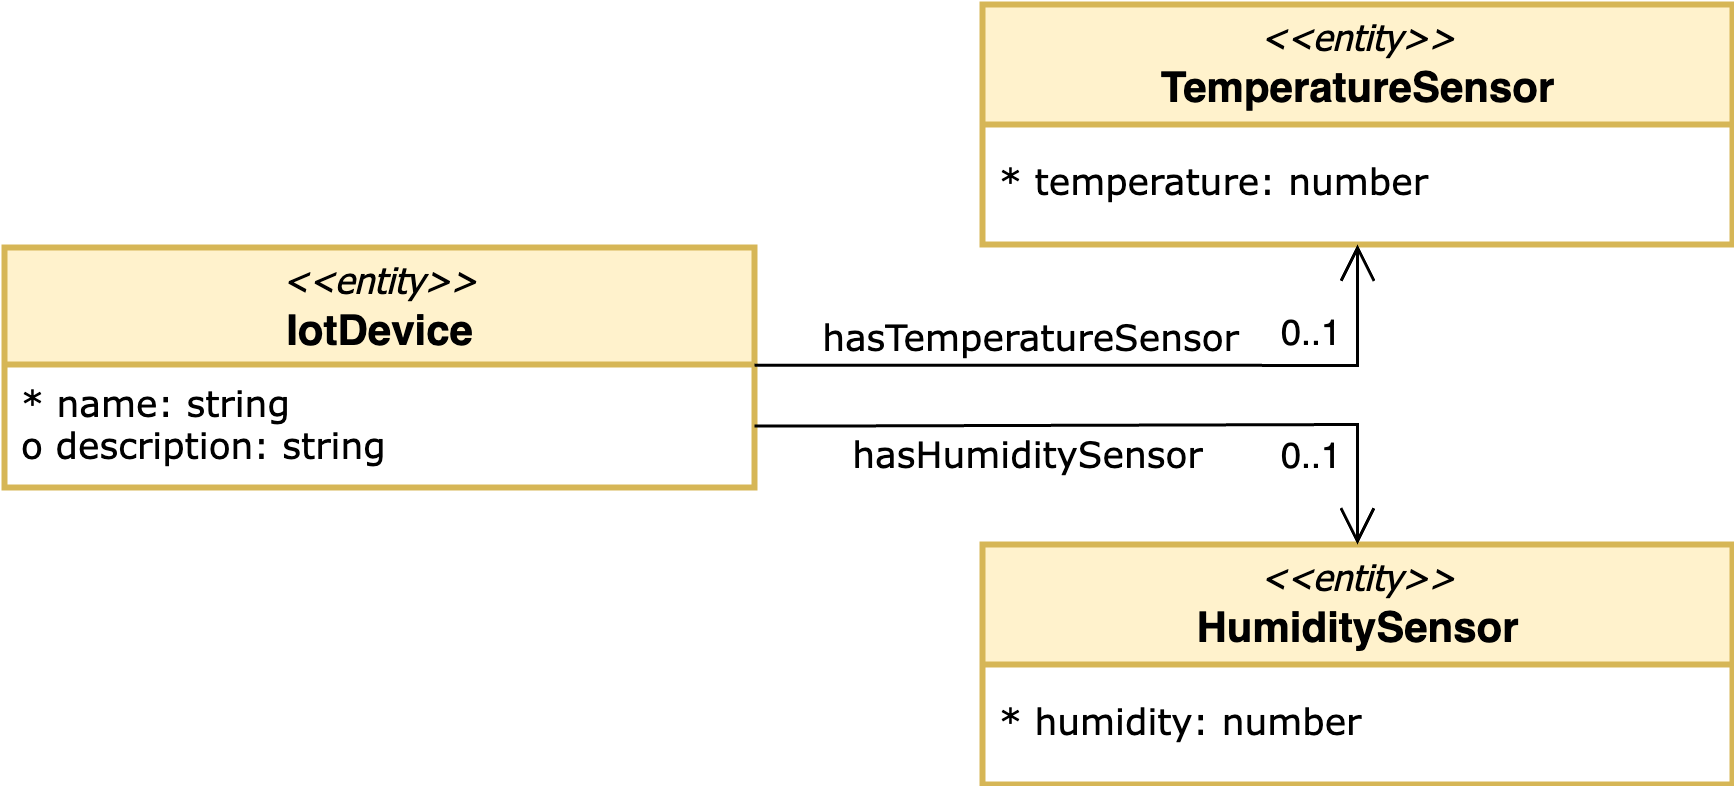 <<entity>>
TemperatureSensor
* temperature: number
<<entity>>
IotDevice
* name: string
o description: string
hasTemperatureSensor
0..1
hasHumiditySensor
0..1
<<entity>>
HumiditySensor
* humidity: number